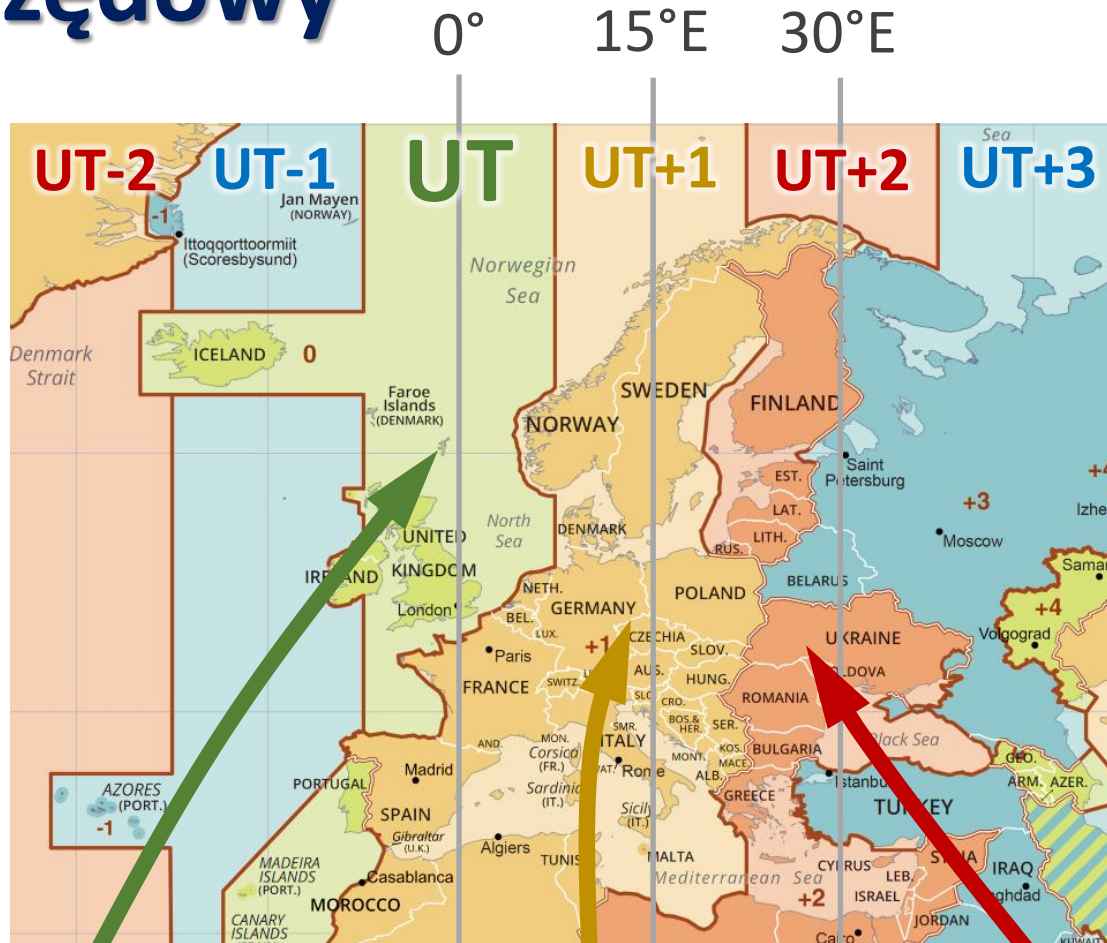 zędowy
0° 15°E 30°E
UT-2 UT-1 UT UT+1 UT+2 UT+3
Sea
Jan Mayen
(NORWAY)
-1
Ittoqqortoormiit
(Scoresbysund)
Norwegian
Sea
Denmark
Strait
ICELAND 0
Faroe
Islands
(DENMARK)
SWEDEN
NORWAY
FINLAND
Saint
Petersburg
EST.
LAT.
LITH.
RUS.
+3
Moscow
North
Sea
DENMARK
UNITED
KINGDOM
London
NETH.
BEL.
LUX.
GERMANY
POLAND
BELARUS
+4
Volgograd
UKRAINE
+1
CZECHIA
SLOV.
Paris
FRANCE
SWITZ.
AUS.
HUNG.
CRO.
ROMANIA
BOS.&
HER.
SER.
AND.
MON.
Corsica
(FR.)
SMR.
ITALY
Rome
MONT.
KOS.
MACE.
ALB.
BULGARIA
Black Sea
GEO.
ARM. AZER.
AZORES
(PORT.)
-1
PORTUGAL
Madrid
SPAIN
Gibraltar
(U.K.)
Sardinia
(IT.)
Sicily
(IT.)
GREECE
TURKEY
Algiers
MALTA
Mediterranean Sea
CYPRUS
LEB.
ISRAEL
+2
IRAQ
JORDAN
MADEIRA
ISLANDS
(PORT.)
Casablanca
MOROCCO
CANARY
ISLANDS
Cairo